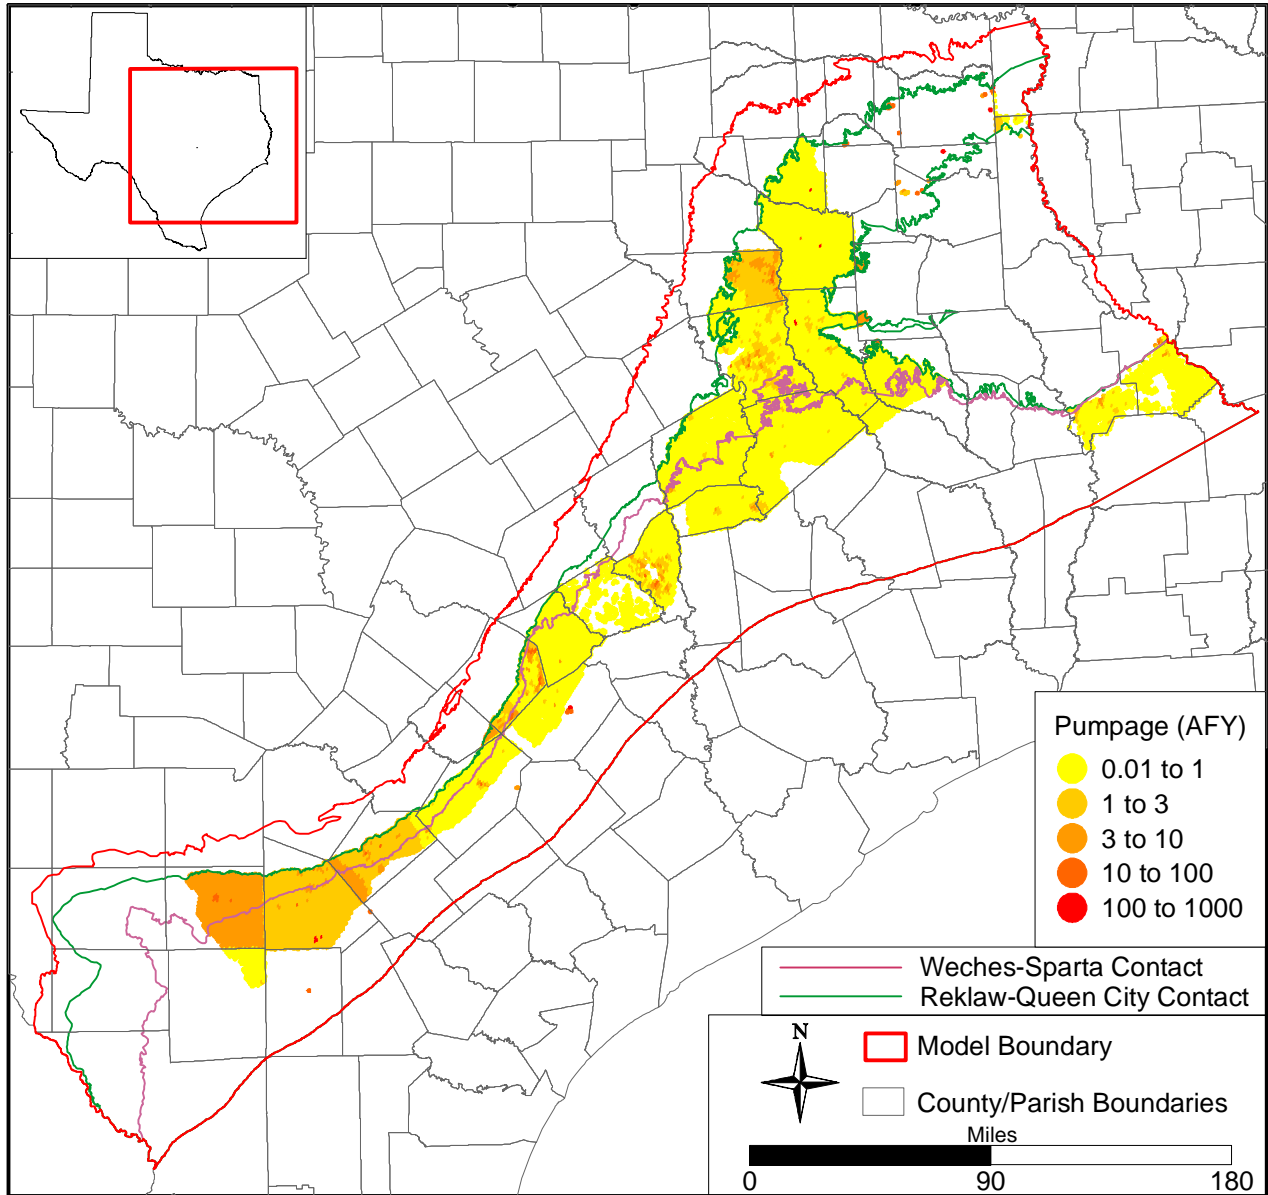 Pumpage (AFY)
0.01 to 1
1 to 3
3 to 10
10 to 100
100 to 1000
Weches-Sparta Contact
Reklaw-Queen City Contact
N
Model Boundary
County/Parish Boundaries
Miles
0 90 180